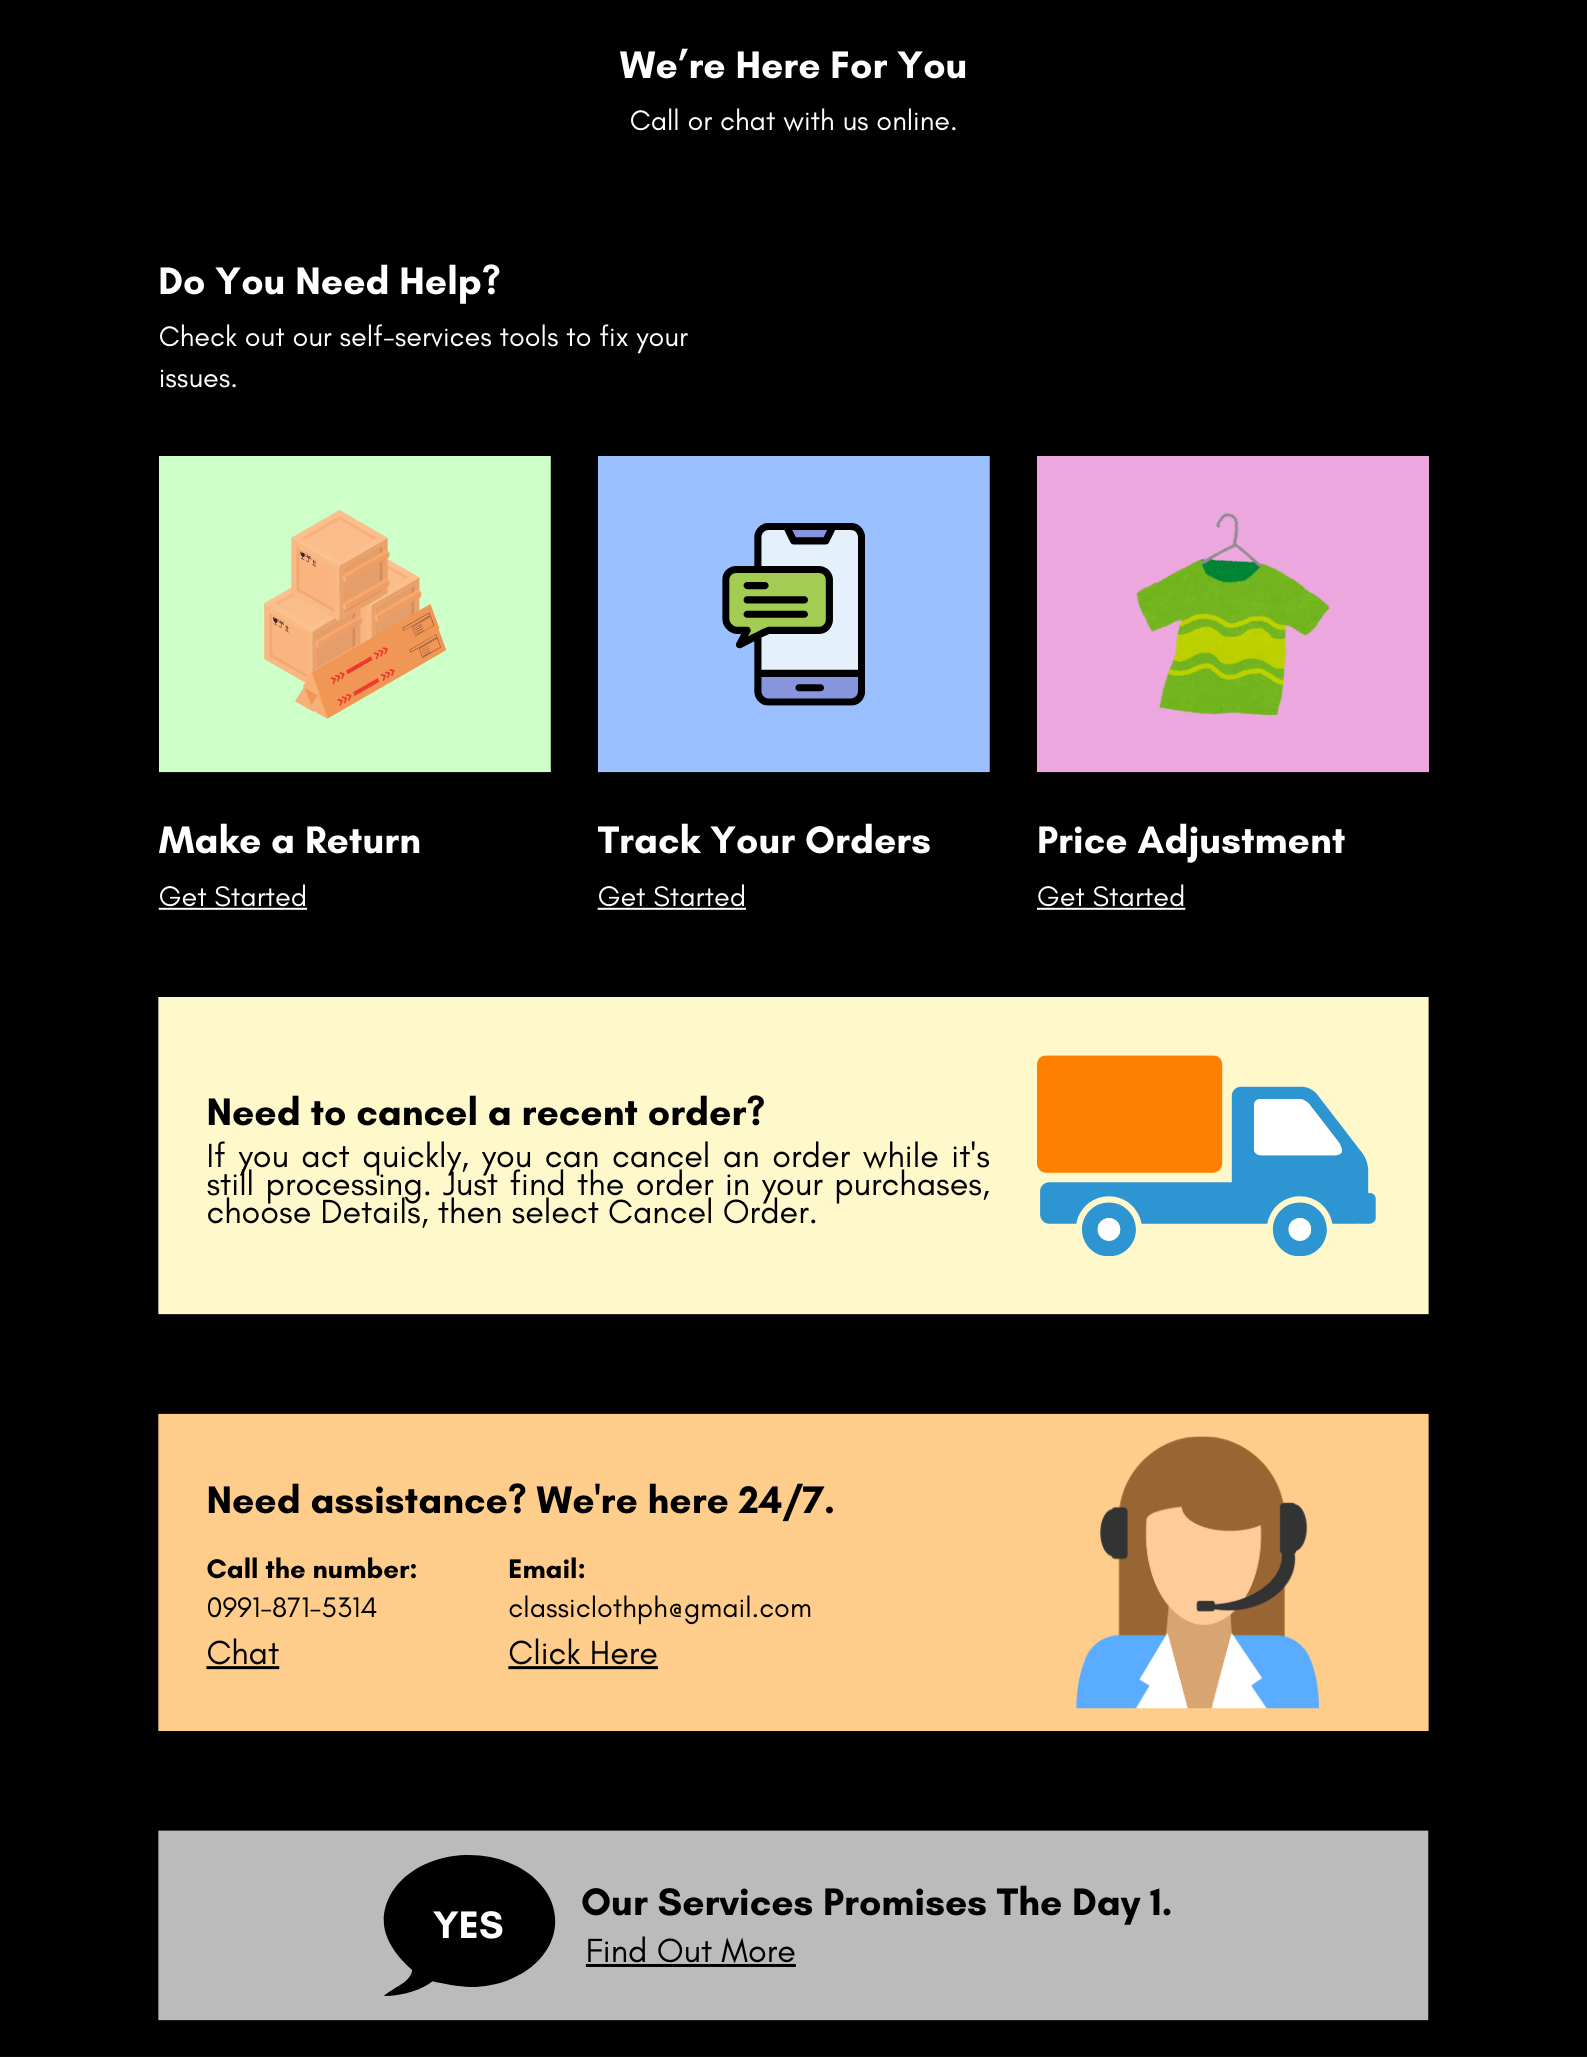 We’re Here For You
Call or chat with us online.
Do You Need Help?
Check out our self-services tools to fix your
issues.
Make a Return
Get Started
Track Your Orders
Get Started
Price Adjustment
Get Started
Need to cancel a recent order?
If you act quickly, you can cancel an order while it's
still processing. Just find the order in your purchases,
choose Details, then select Cancel Order.
Need assistance? We're here 24/7.
Call the number:
0991-871-5314
Chat
Email:
classiclothph@gmail.com
Click Here
YES
Our Services Promises The Day 1.
Find Out More